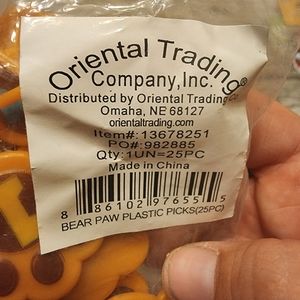 Oriental Trading®
Company, Inc.
Distributed by Oriental Trading Co
Omaha, NE 68127
orientaltrading.com
Item#: 13678251
PO#: 982885
Qty: 1UN=25PC
Made in China
8 86102 97655 5
BEAR PAW PLASTIC PICKS(25PC)